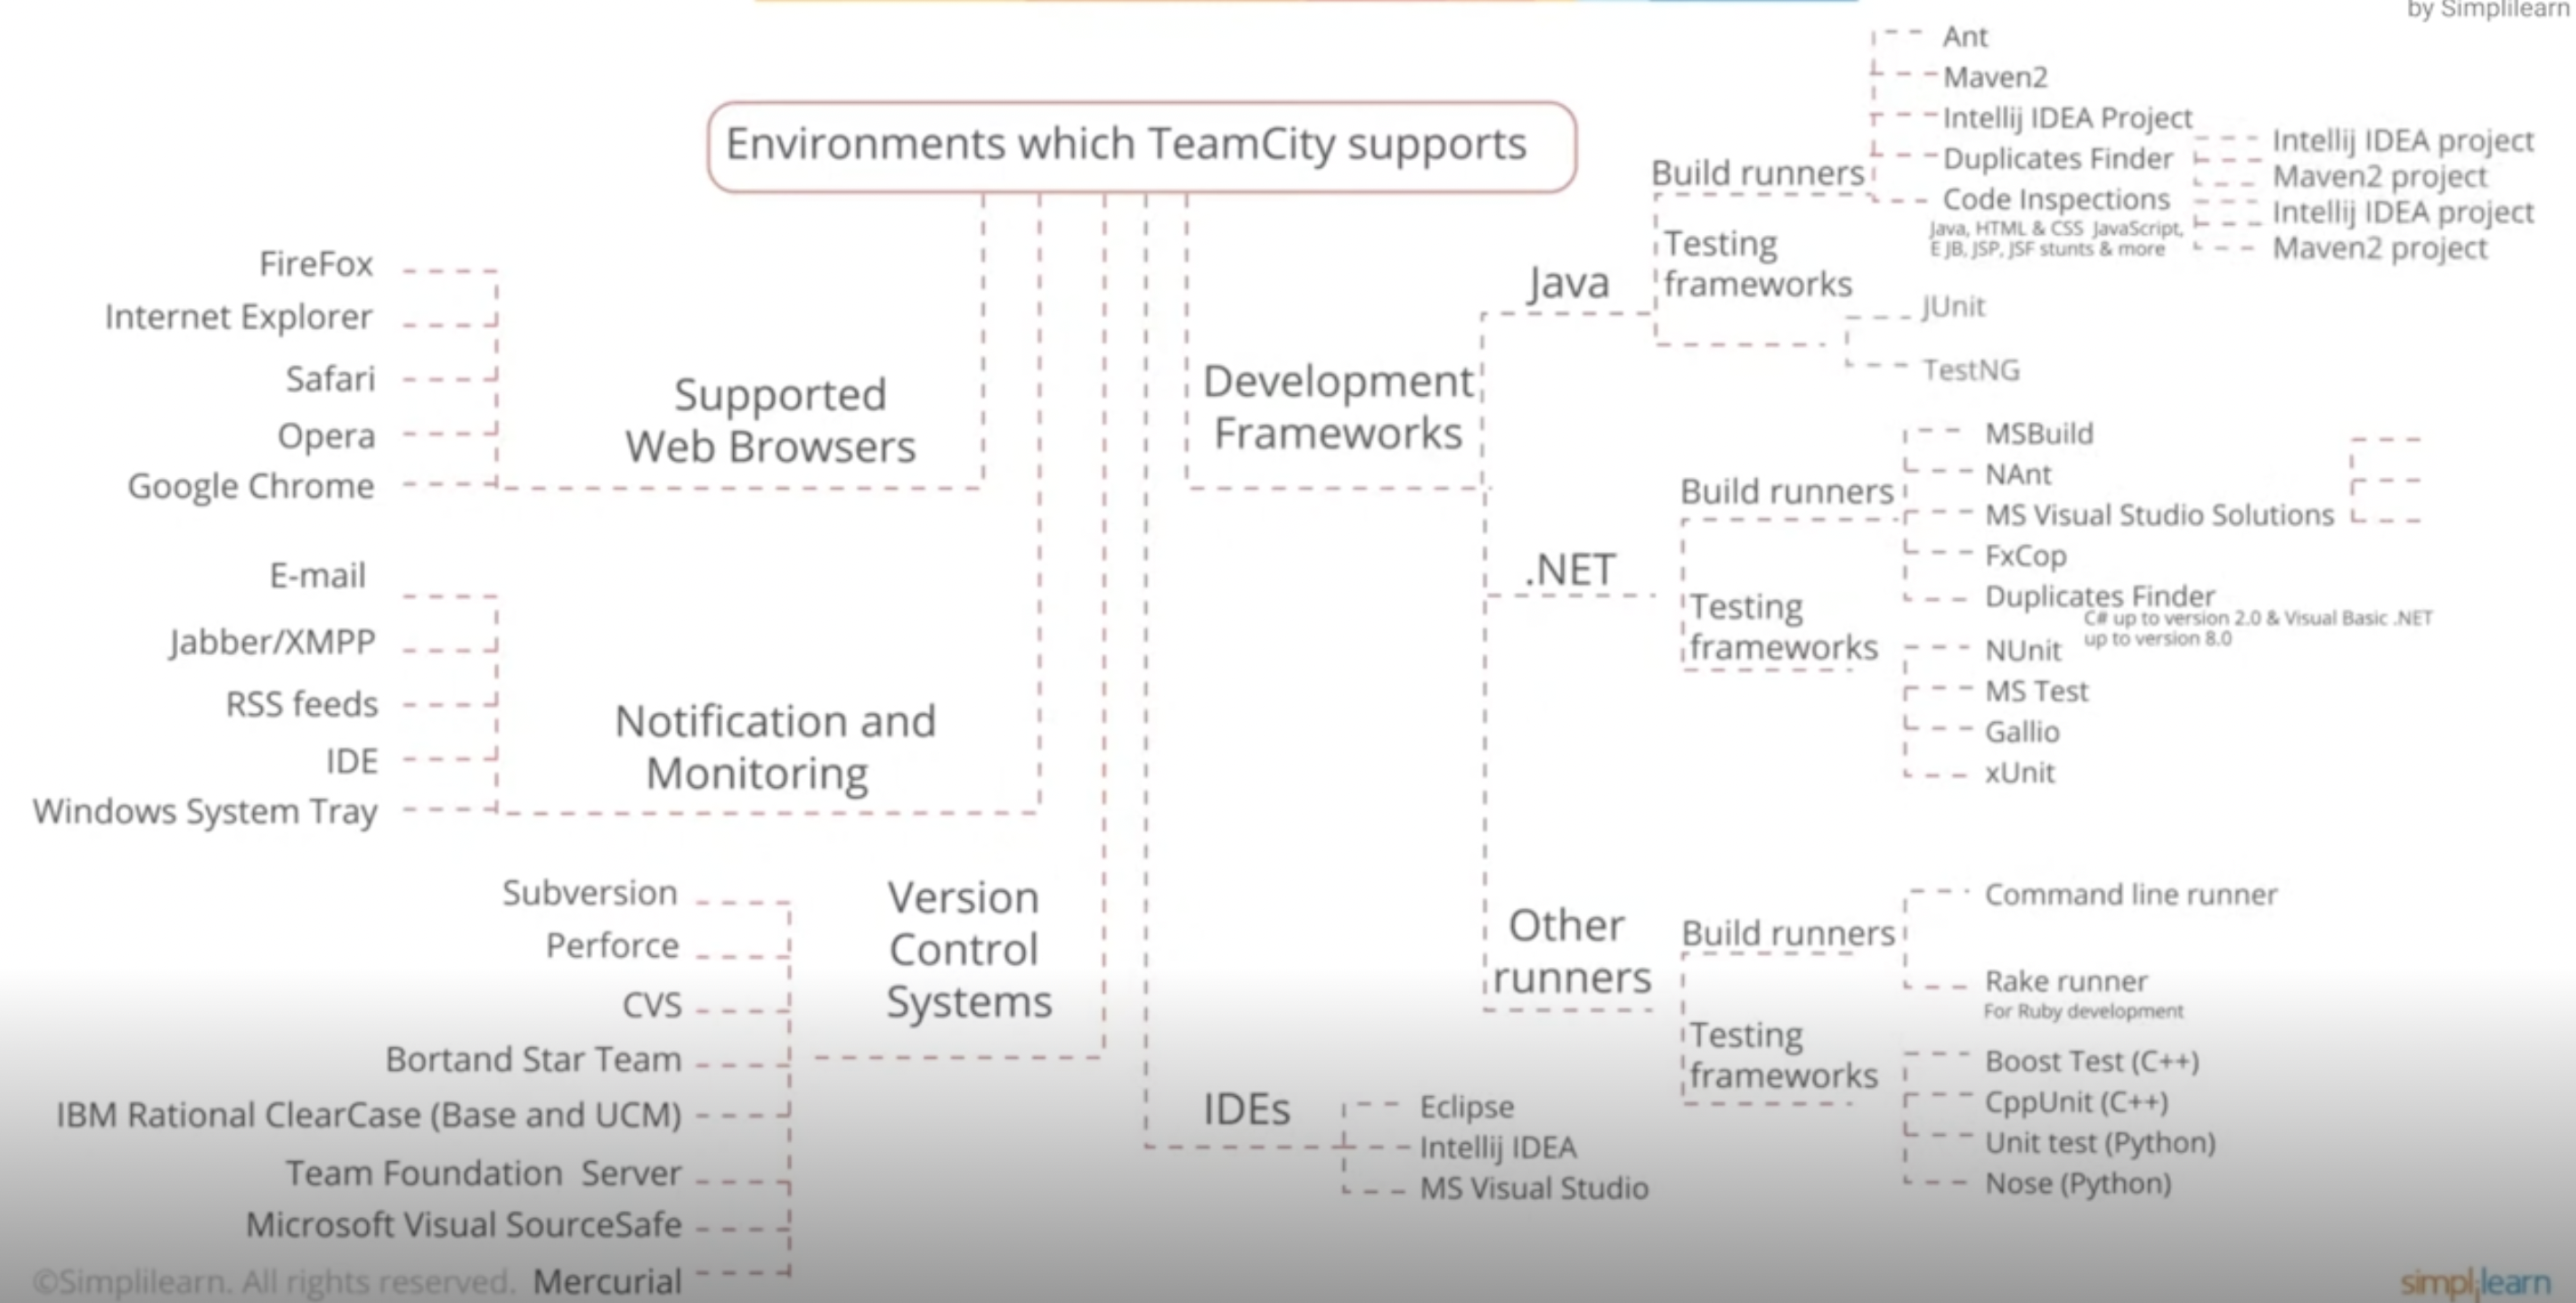 by Simplilearn
Environments which TeamCity supports
Supported
Web Browsers
FireFox
Internet Explorer
Safari
Opera
Google Chrome
Notification and
Monitoring
E-mail
Jabber/XMPP
RSS feeds
IDE
Windows System Tray
Version
Control
Systems
Subversion
Perforce
CVS
Bortand Star Team
IBM Rational ClearCase (Base and UCM)
Team Foundation Server
Microsoft Visual SourceSafe
Mercurial
IDEs
Eclipse
Intellij IDEA
MS Visual Studio
Development
Frameworks
Java
Build runners
Ant
Maven2
Intellij IDEA Project
Duplicates Finder
Intellij IDEA project
Maven2 project
Code Inspections
Java, HTML & CSS JavaScript,
E JB, JSP, JSF stunts & more
Intellij IDEA project
Maven2 project
Testing
frameworks
JUnit
TestNG
.NET
Build runners
MSBuild
NAnt
MS Visual Studio Solutions
FxCop
Duplicates Finder
C# up to version 2.0 & Visual Basic .NET
up to version 8.0
Testing
frameworks
NUnit
MS Test
Gallio
xUnit
Other
runners
Build runners
Command line runner
Rake runner
For Ruby development
Testing
frameworks
Boost Test (C++)
CppUnit (C++)
Unit test (Python)
Nose (Python)
©Simplilearn. All rights reserved.
simplilearn